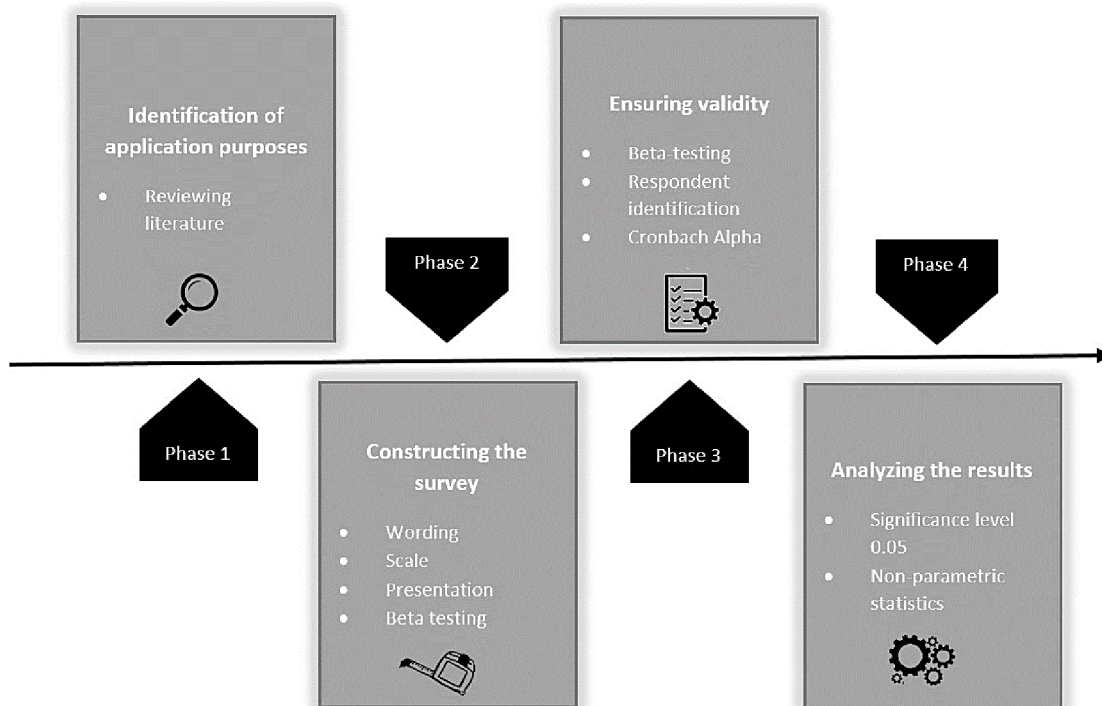 Identification of
application purposes
• Reviewing
literature
Phase 1
Phase 2
Constructing the
survey
• Wording
• Scale
• Presentation
• Beta testing
Ensuring validity
• Beta-testing
• Respondent
identification
• Cronbach Alpha
Phase 3
Phase 4
Analyzing the results
• Significance level
0.05
• Non-parametric
statistics